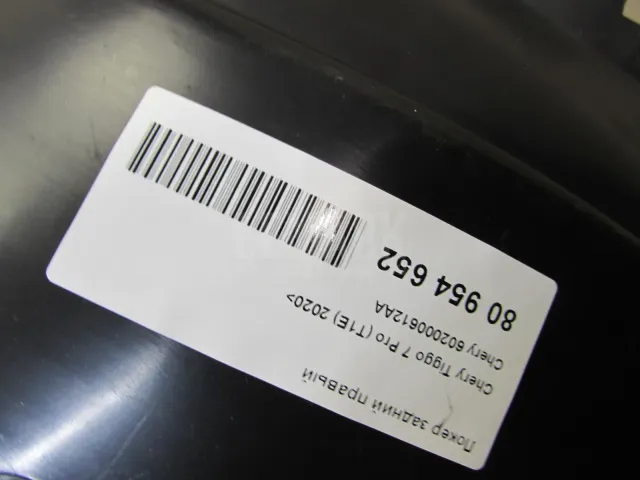 80 954 652
Chery 602000612AA
Chery Tiggo 7 Pro (T1E) 2020>
Локер задний правый